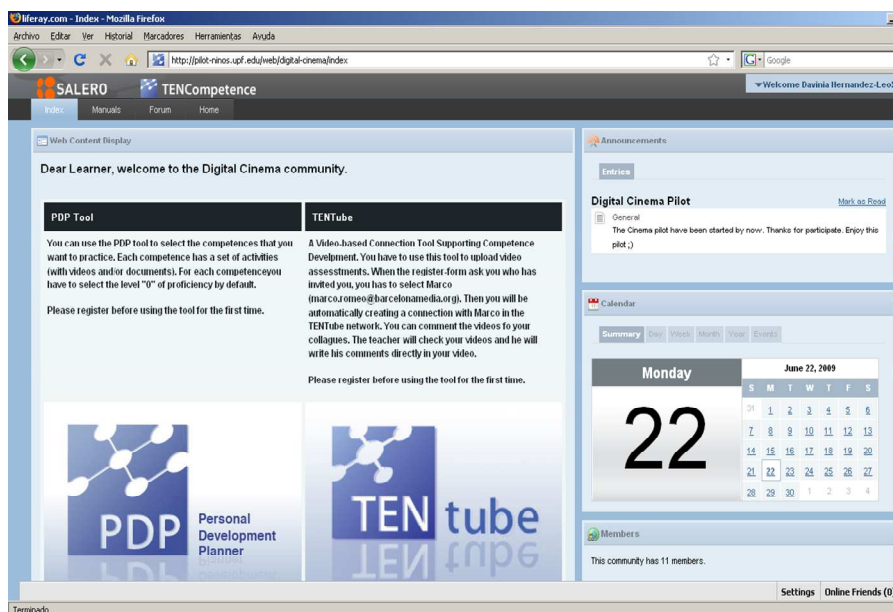 liferay.com - Index - Mozilla Firefox
Archivo Editar Ver Historial Marcadores Herramientas Ayuda
http://pilot-ninos.upf.edu/web/digital-cinema/index
G Google
SALERO TENCompetence
Welcome Davinia Hernandez-Leo
Index Manuals Forum Home
Web Content Display
Dear Learner, welcome to the Digital Cinema community.
PDP Tool
You can use the PDP tool to select the competences that you
want to practice. Each competence has a set of activities
(with videos and/or documents). For each competenceyou
have to select the level "0" of proficiency by default.
Please register before using the tool for the first time.
PDP
Personal
Development
Planner
TENTube
A Video-based Connection Tool Supporting Competence
Develpment. You have to use this tool to upload video
assesstments. When the register-form ask you who has
invited you, you has to select Marco
(marco.romeo@barcelonamedia.org). Then you will be
automatically creating a connection with Marco in the
TENTube network. You can comment the videos fo your
collagues. The teacher will check your videos and he will
write his comments directly in your video.
Please register before using the tool for the first time.
TEN tube
Announcements
Entries
Digital Cinema Pilot Mark as Read
General
The Cinema pilot have been started by now. Thanks for participate. Enjoy this
pilot ;)
Calendar
Summary Day Week Month Year Events
Monday
22
June 22, 2009
S M T W T F S
31 1 2 3 4 5 6
7 8 9 10 11 12 13
14 15 16 17 18 19 20
21 22 23 24 25 26 27
28 29 30 1 2 3 4
Members
This community has 11 members.
Settings Online Friends (0
Terminado